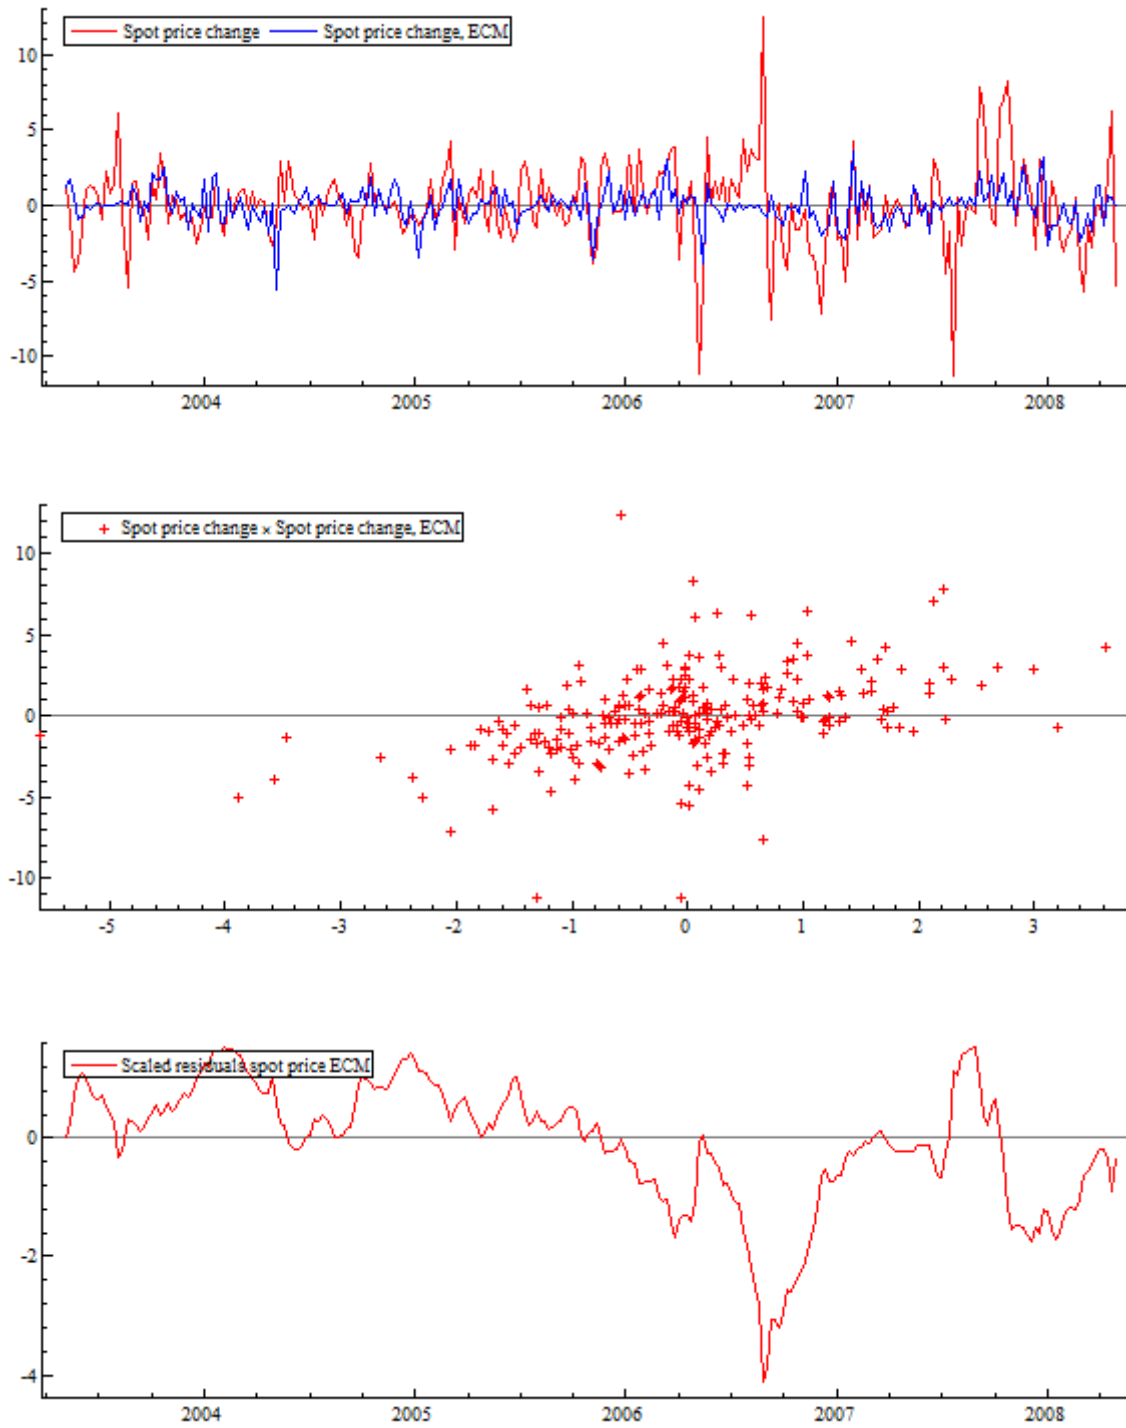 Spot price change Spot price change, ECM
10
5
0
-5
-10
2004 2005 2006 2007 2008
Spot price change × Spot price change, ECM
10
5
0
-5
-10
-5 -4 -3 -2 -1 0 1 2 3
Scaled residuals spot price ECM
0
-2
-4
2004 2005 2006 2007 2008